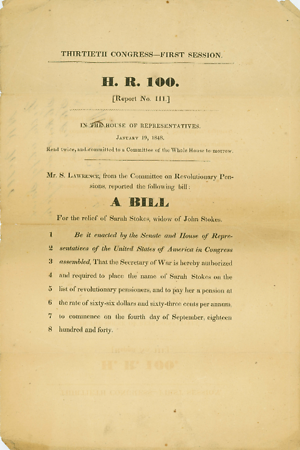 THIRTIETH CONGRESS—FIRST SESSION.
H. R. 100.
[Report No. 111.]
IN THE HOUSE OF REPRESENTATIVES.
JANUARY 19, 1848.
Read twice, and committed to a Committee of the Whole House to-morrow.
Mr. S. LAWRENCE, from the Committee on Revolutionary Pen-
sions, reported the following bill:
A BILL
For the relief of Sarah Stokes, widow of John Stokes.
1 Be it enacted by the Senate and House of Repre-
2 sentatives of the United States of America in Congress
3 assembled, That the Secretary of War is hereby authorized
4 and required to place the name of Sarah Stokes on the
5 list of revolutionary pensioners, and to pay her a pension at
6 the rate of sixty-six dollars and sixty-three cents per annum,
7 to commence on the fourth day of September, eighteen
8 hundred and forty.